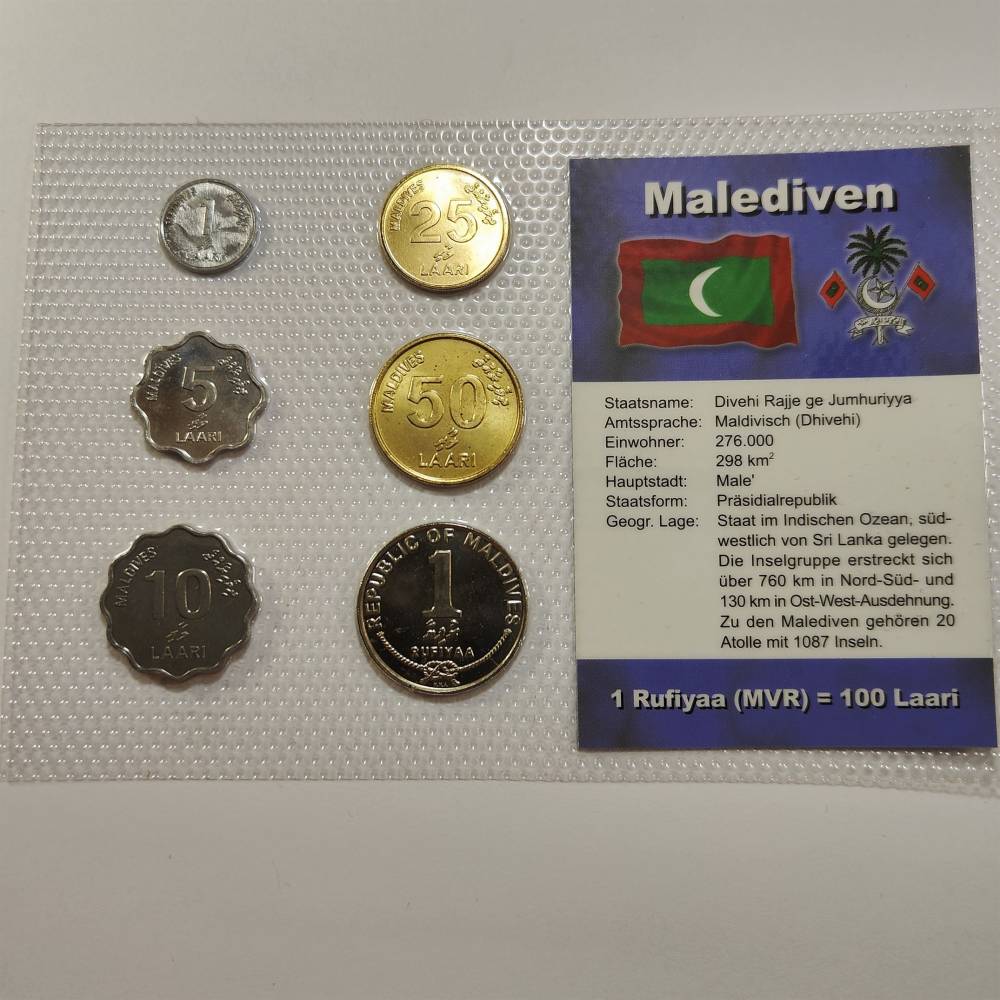 MALDIVES
1
LAARI
MALDIVES
25
LAARI
MALDIVES
5
LAARI
MALDIVES
50
LAARI
MALDIVES
10
LAARI
REPUBLIC OF MALDIVES
1
RUFIYAA
Malediven
Staatsname: Divehi Rajje ge Jumhuriyya
Amtssprache: Maldivisch (Dhivehi)
Einwohner: 276.000
Fläche: 298 km²
Hauptstadt: Male'
Staatsform: Präsidialrepublik
Geogr. Lage: Staat im Indischen Ozean, süd-
westlich von Sri Lanka gelegen.
Die Inselgruppe erstreckt sich
über 760 km in Nord-Süd- und
130 km in Ost-West-Ausdehnung.
Zu den Malediven gehören 20
Atolle mit 1087 Inseln.
1 Rufiyaa (MVR) = 100 Laari